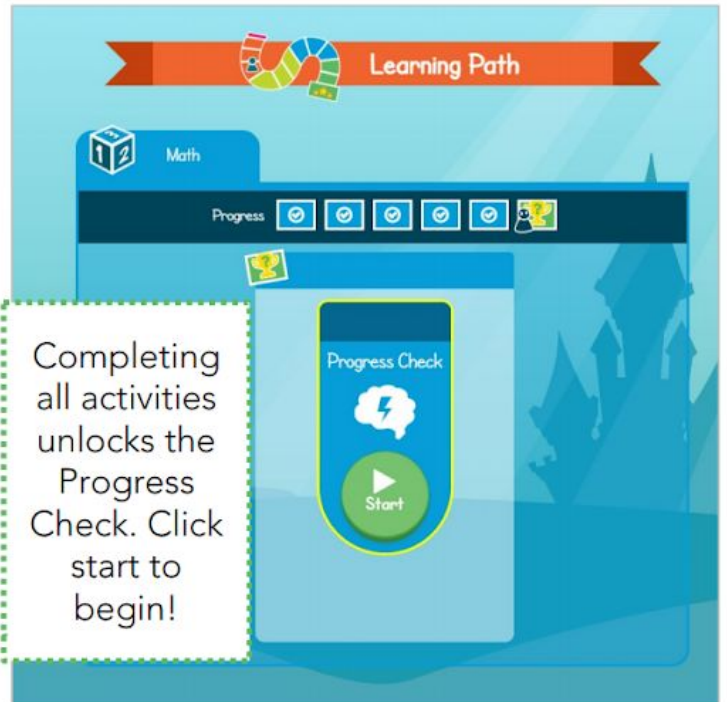 Learning Path
Math
Progress
Progress Check
Start
Completing
all activities
unlocks the
Progress
Check. Click
start to
begin!